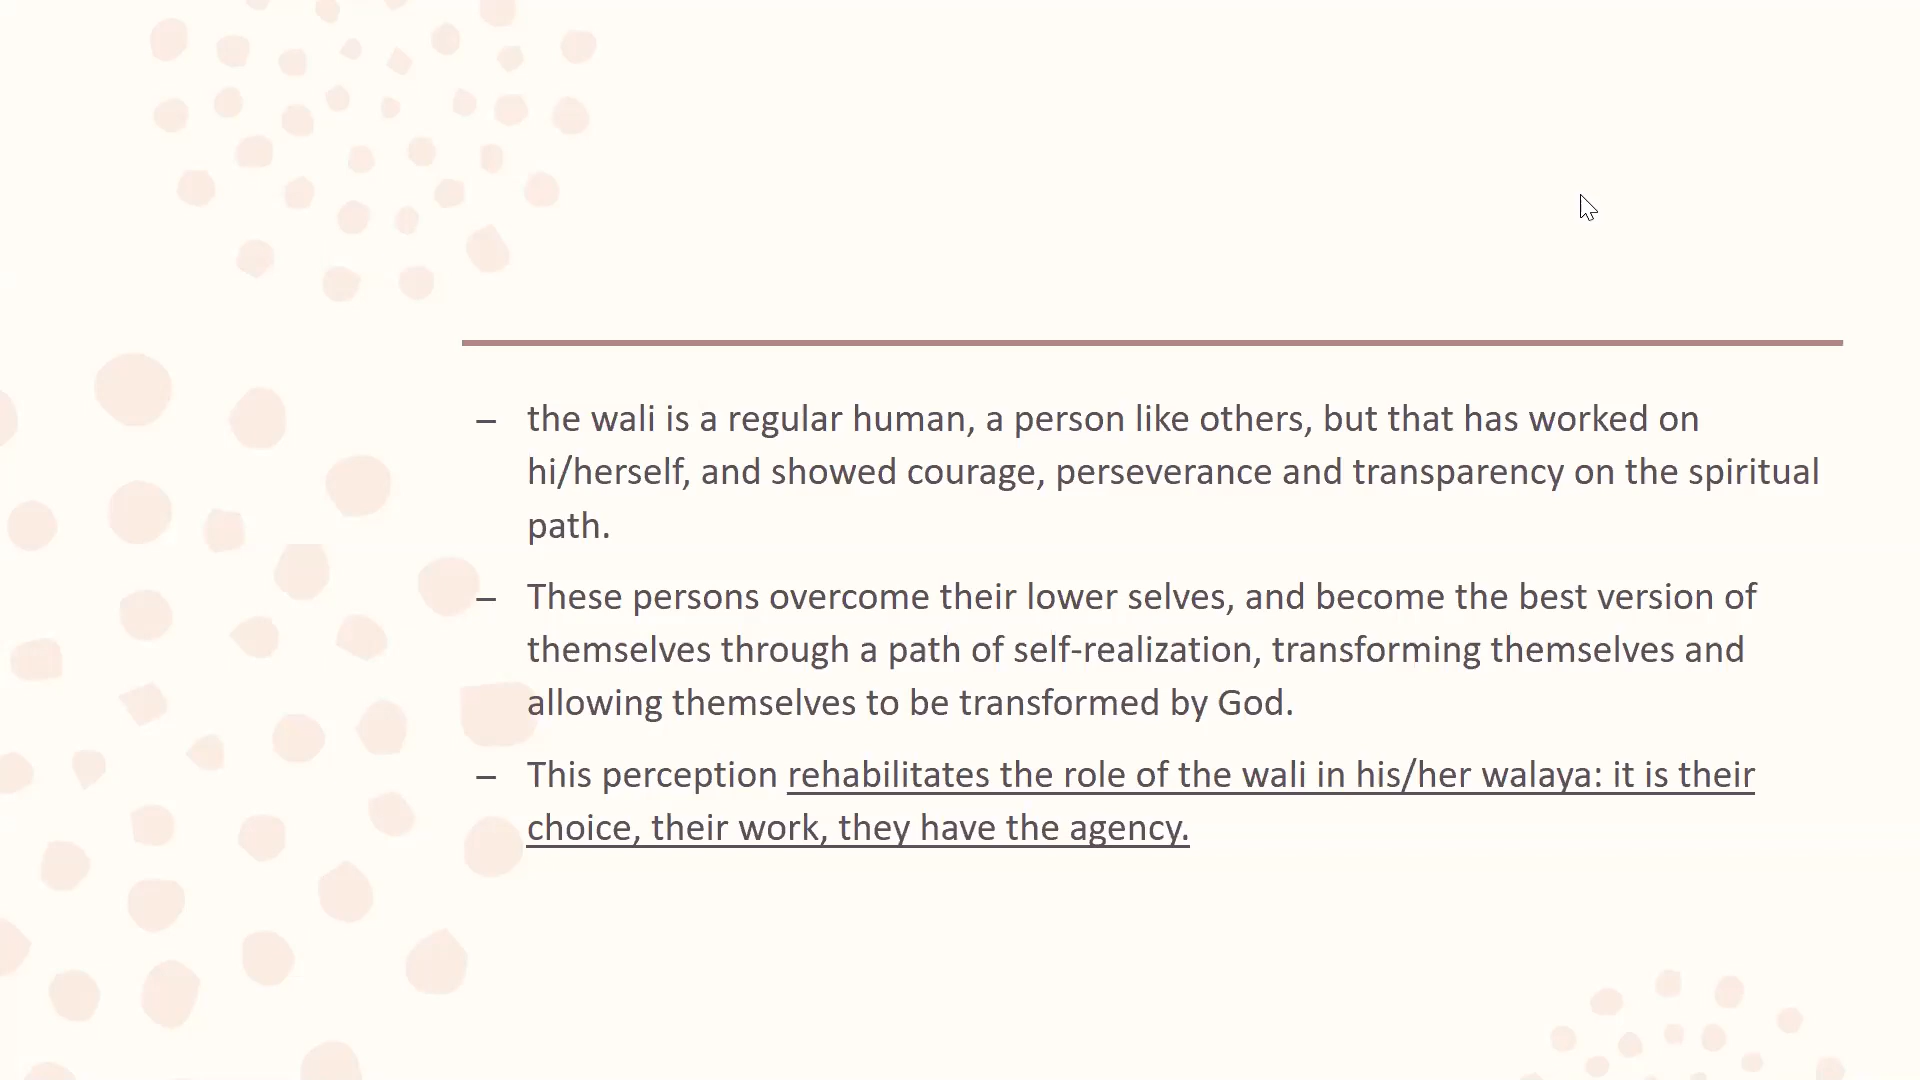 – the wali is a regular human, a person like others, but that has worked on
hi/herself, and showed courage, perseverance and transparency on the spiritual
path.
– These persons overcome their lower selves, and become the best version of
themselves through a path of self-realization, transforming themselves and
allowing themselves to be transformed by God.
– This perception rehabilitates the role of the wali in his/her walaya: it is their
choice, their work, they have the agency.